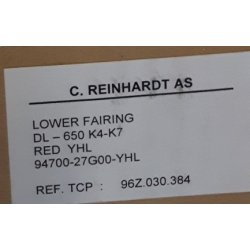 C. REINHARDT AS
LOWER FAIRING
DL – 650 K4-K7
RED YHL
94700-27G00-YHL
REF. TCP : 96Z.030.384